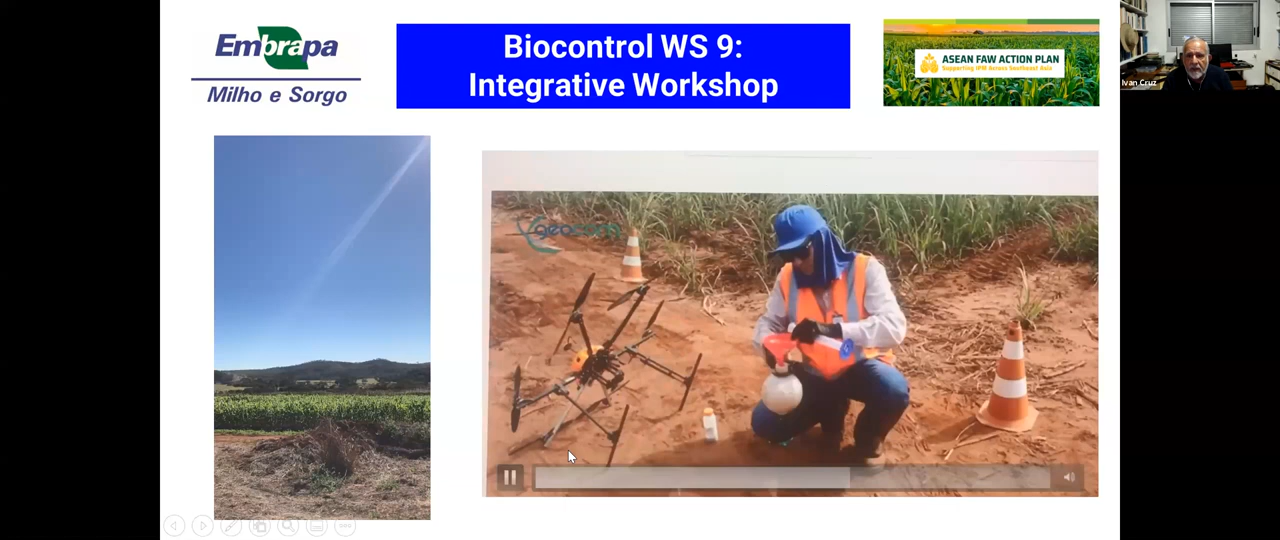 Embrapa
Milho e Sorgo
Biocontrol WS 9:
Integrative Workshop
ASEAN FAW ACTION PLAN
Supporting IPM Across Southeast Asia
Ivan Cruz
geocom